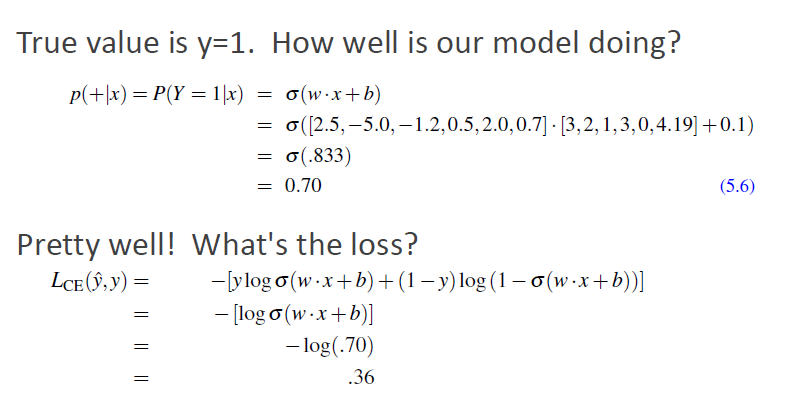 True value is y=1. How well is our model doing?
p(+|x) = P(Y = 1|x) = σ(w·x+b)
= σ([2.5,−5.0,−1.2,0.5,2.0,0.7]·[3,2,1,3,0,4.19]+0.1)
= σ(.833)
= 0.70 (5.6)
Pretty well! What's the loss?
L_CE(ŷ,y) = −[ylogσ(w·x+b)+(1−y)log(1−σ(w·x+b))]
= −[logσ(w·x+b)]
= −log(.70)
= .36